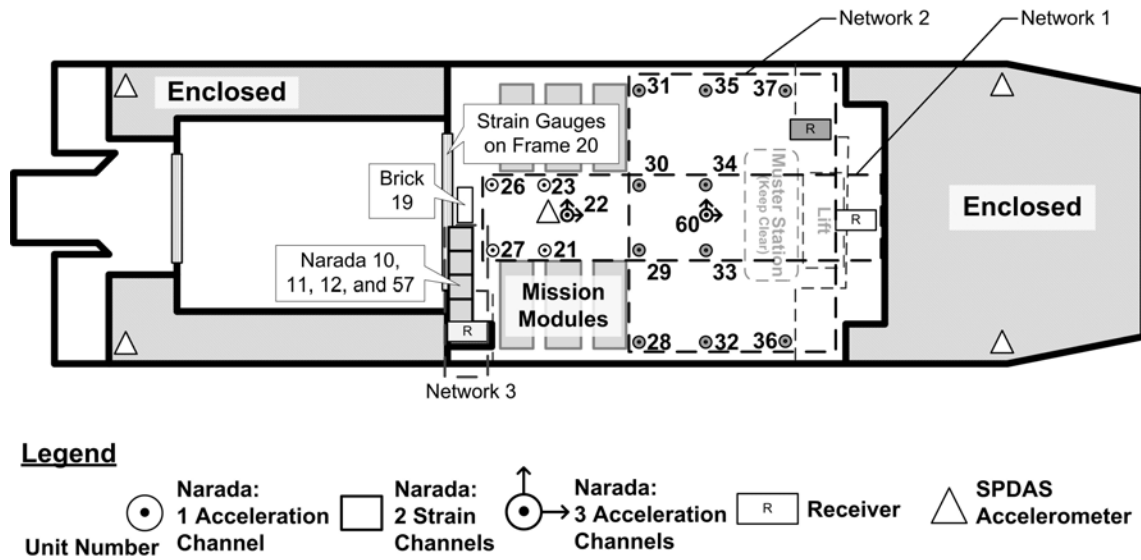 Network 2
Network 1
Enclosed
Strain Gauges
on Frame 20
31
35
37
R
Brick
19
26
23
30
34
22
60
Muster Station
(Keep Clear)
Lift
R
Enclosed
Narada 10,
11, 12, and 57
27
21
29
33
Mission
Modules
R
28
32
36
Network 3
Legend
Unit Number
Narada:
1 Acceleration
Channel
Narada:
2 Strain
Channels
Narada:
3 Acceleration
Channels
R
Receiver
SPDAS
Accelerometer